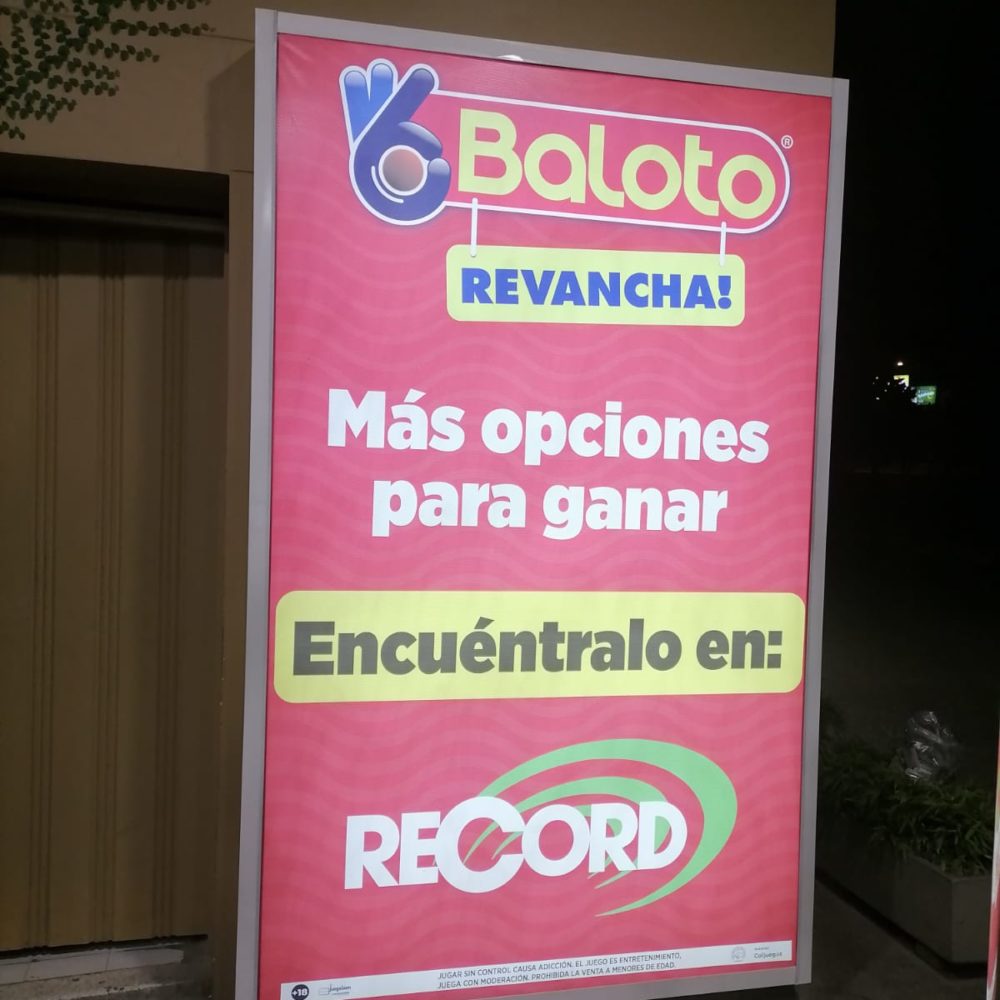 Baloto®
REVANCHA!
Más opciones
para ganar
Encuéntralo en:
RECORD
JUGAR SIN CONTROL CAUSA ADICCIÓN. EL JUEGO ES ENTRETENIMIENTO,
JUEGA CON MODERACIÓN. PROHIBIDA LA VENTA A MENORES DE EDAD.
+18
Coljuegos